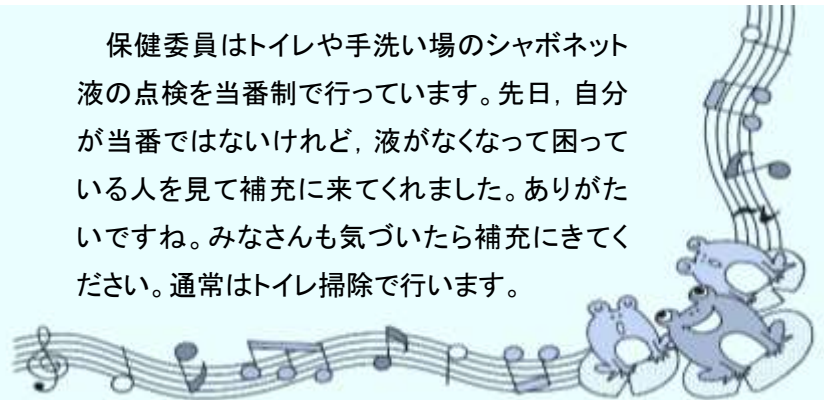 保健委員はトイレや手洗い場のシャボネット
液の点検を当番制で行っています。先日，自分
が当番ではないけれど，液がなくなって困って
いる人を見て補充に来てくれました。ありがた
いですね。みなさんも気づいたら補充にきてく
ださい。通常はトイレ掃除で行います。